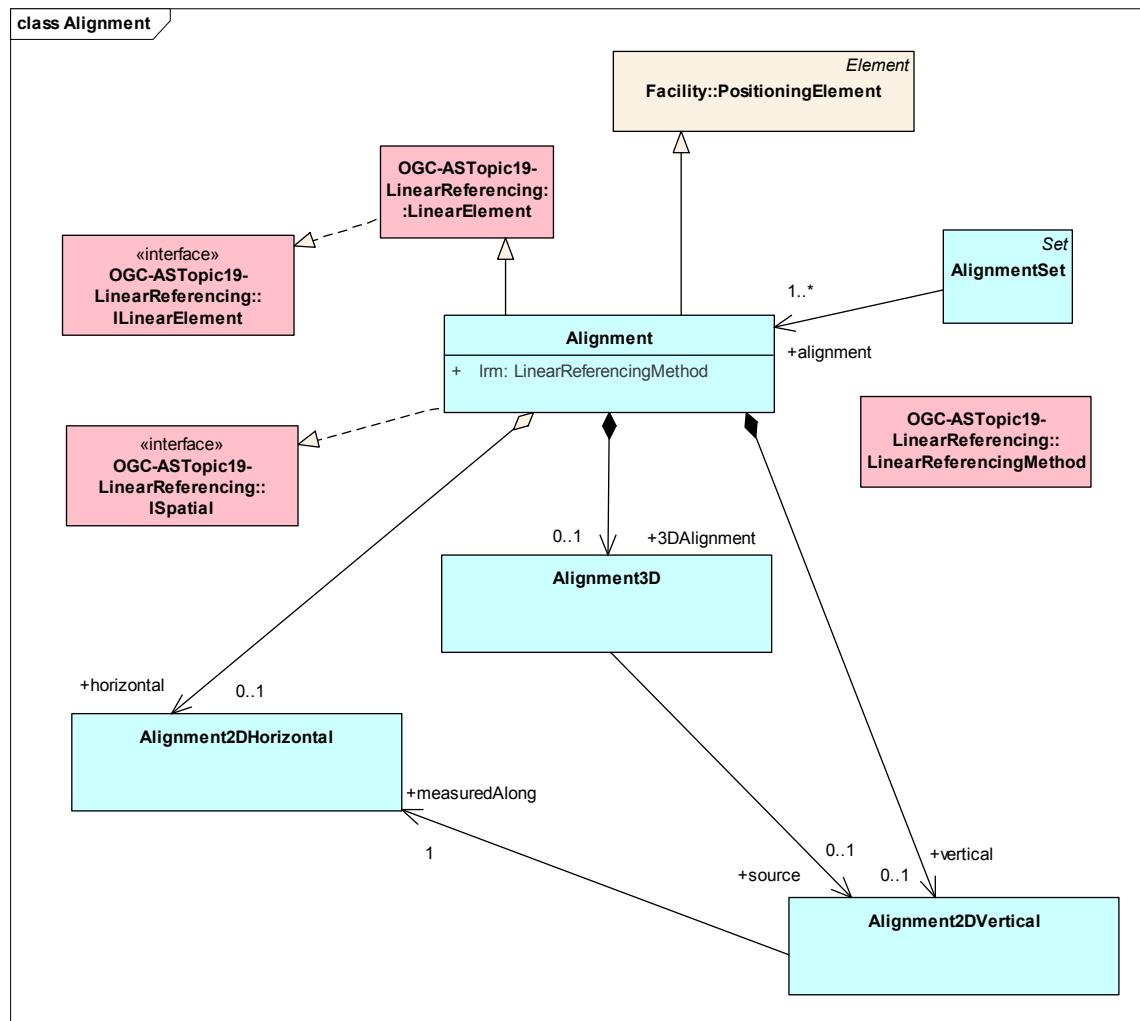 class Alignment
Element
Facility::PositioningElement
OGC-ASTopic19-
LinearReferencing:
:LinearElement
«interface»
OGC-ASTopic19-
LinearReferencing::
ILinearElement
Set
AlignmentSet
1..*
+alignment
Alignment
+ lrm: LinearReferencingMethod
OGC-ASTopic19-
LinearReferencing::
LinearReferencingMethod
«interface»
OGC-ASTopic19-
LinearReferencing::
ISpatial
0..1
+3DAlignment
Alignment3D
+horizontal
0..1
Alignment2DHorizontal
+measuredAlong
1
0..1
+source
+vertical
0..1
Alignment2DVertical